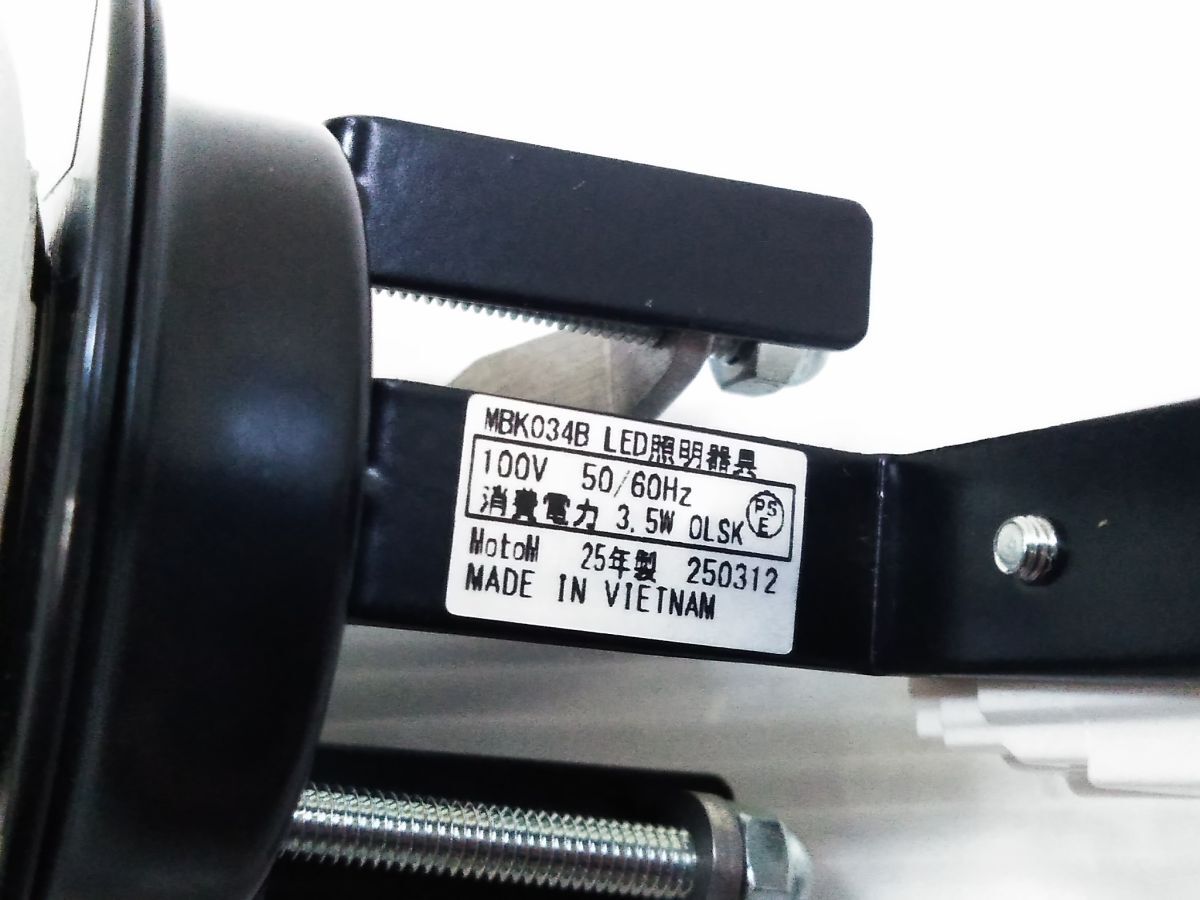 MBK034B LED照明器具
100V 50/60Hz
消費電力 3.5W OLSK
PS
E
MotoM 25年製 250312
MADE IN VIETNAM